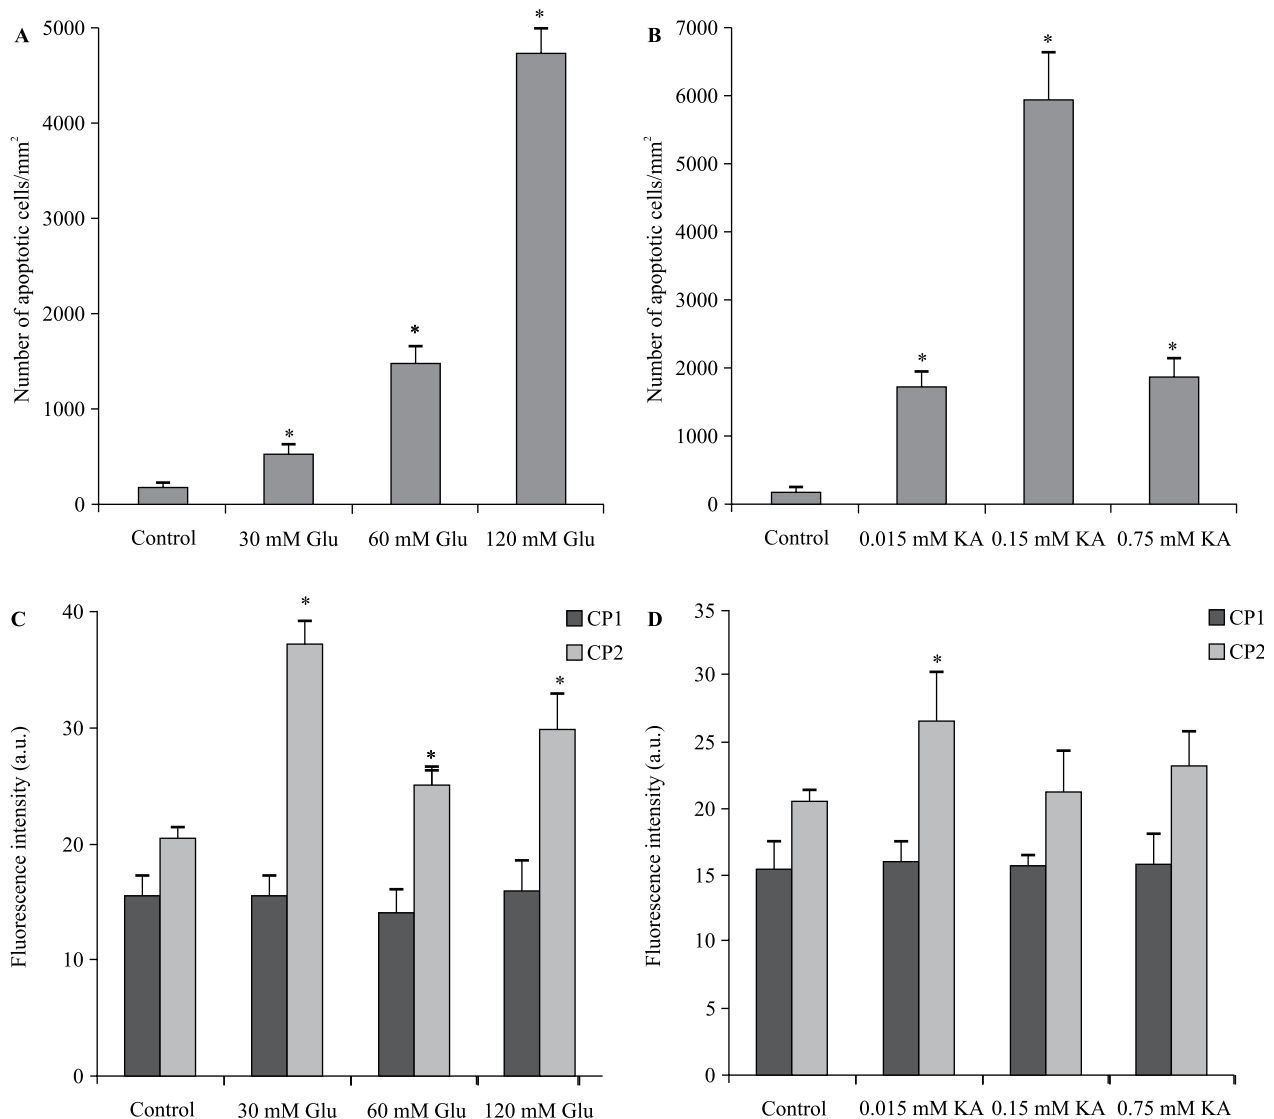 A
Number of apoptotic cells/mm²
5000
4000
3000
2000
1000
0
*
*
*
*
Control
30 mM Glu
60 mM Glu
120 mM Glu
B
Number of apoptotic cells/mm²
7000
6000
5000
4000
3000
2000
1000
0
*
*
*
Control
0.015 mM KA
0.15 mM KA
0.75 mM KA
C
Fluorescence intensity (a.u.)
40
30
20
10
0
*
*
*
CP1
CP2
Control
30 mM Glu
60 mM Glu
120 mM Glu
D
Fluorescence intensity (a.u.)
35
30
25
20
15
10
5
0
*
CP1
CP2
Control
0.015 mM KA
0.15 mM KA
0.75 mM KA